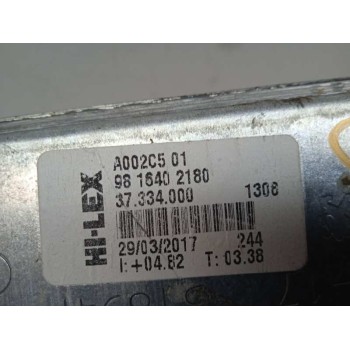 HI-LEX
A002C5 01
98 1640 2180
37.334.000 1306
29/03/2017 244
I:+04.82 T:03.38